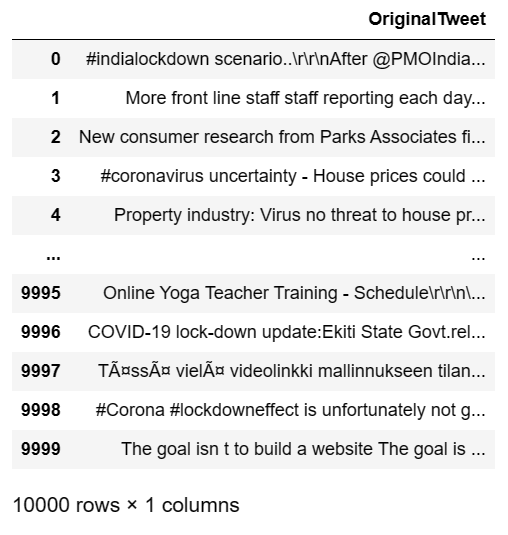 OriginalTweet
0 #indialockdown scenario..\r\r\nAfter @PMOIndia...
1 More front line staff staff reporting each day...
2 New consumer research from Parks Associates fi...
3 #coronavirus uncertainty - House prices could ...
4 Property industry: Virus no threat to house pr...
... ...
9995 Online Yoga Teacher Training - Schedule\r\r\n\...
9996 COVID-19 lock-down update:Ekiti State Govt.rel...
9997 TÃ¤ssÃ¤ vielÃ¤ videolinkki mallinnukseen tilan...
9998 #Corona #lockdowneffect is unfortunately not g...
9999 The goal isn t to build a website The goal is ...
10000 rows × 1 columns